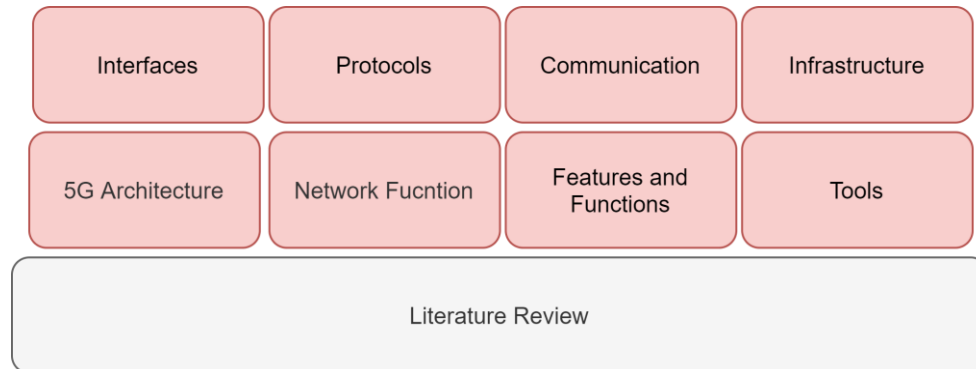 Interfaces
Protocols
Communication
Infrastructure
5G Architecture
Network Fucntion
Features and
Functions
Tools
Literature Review